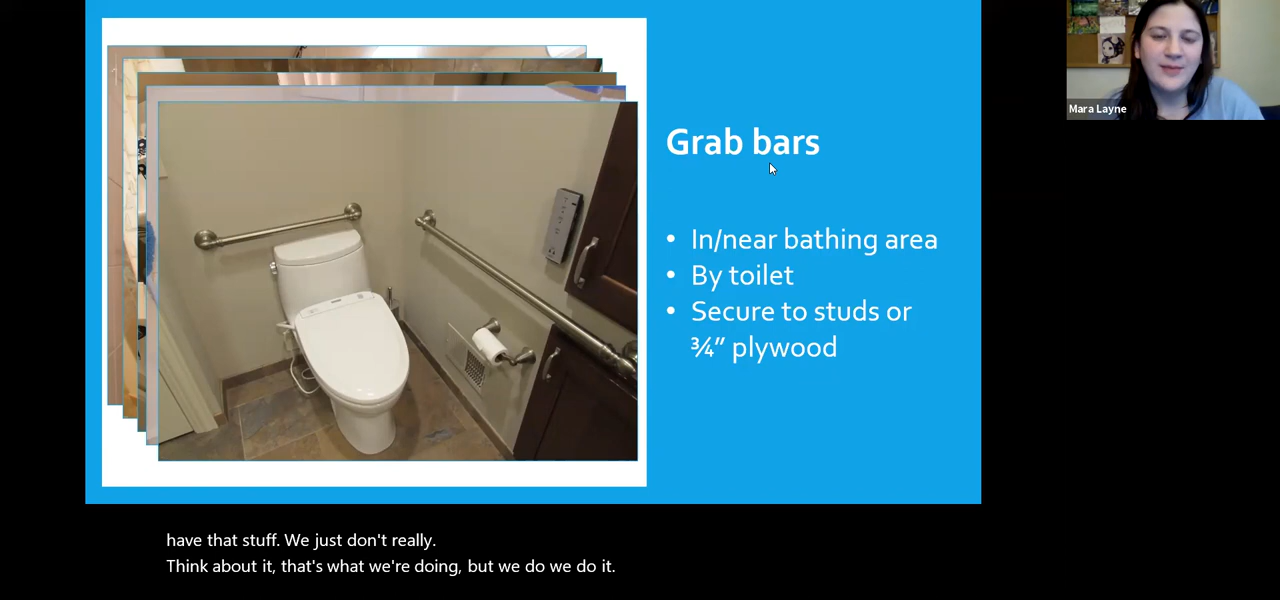 Grab bars
• In/near bathing area
• By toilet
• Secure to studs or
¾” plywood
Mara Layne
have that stuff. We just don't really.
Think about it, that's what we're doing, but we do we do it.